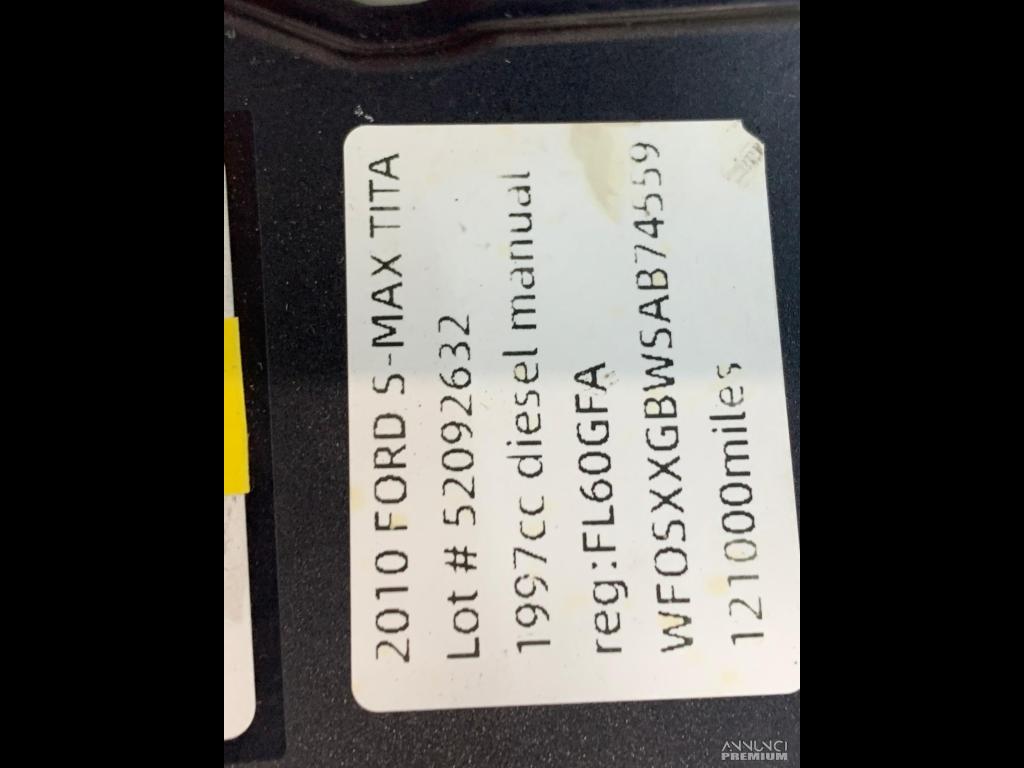 2010 FORD S-MAX TITA
Lot # 52092632
1997cc diesel manual
reg:FL60GFA
WF0SXXGBWSAB74559
121000miles
ANNUNCI
PREMIUM